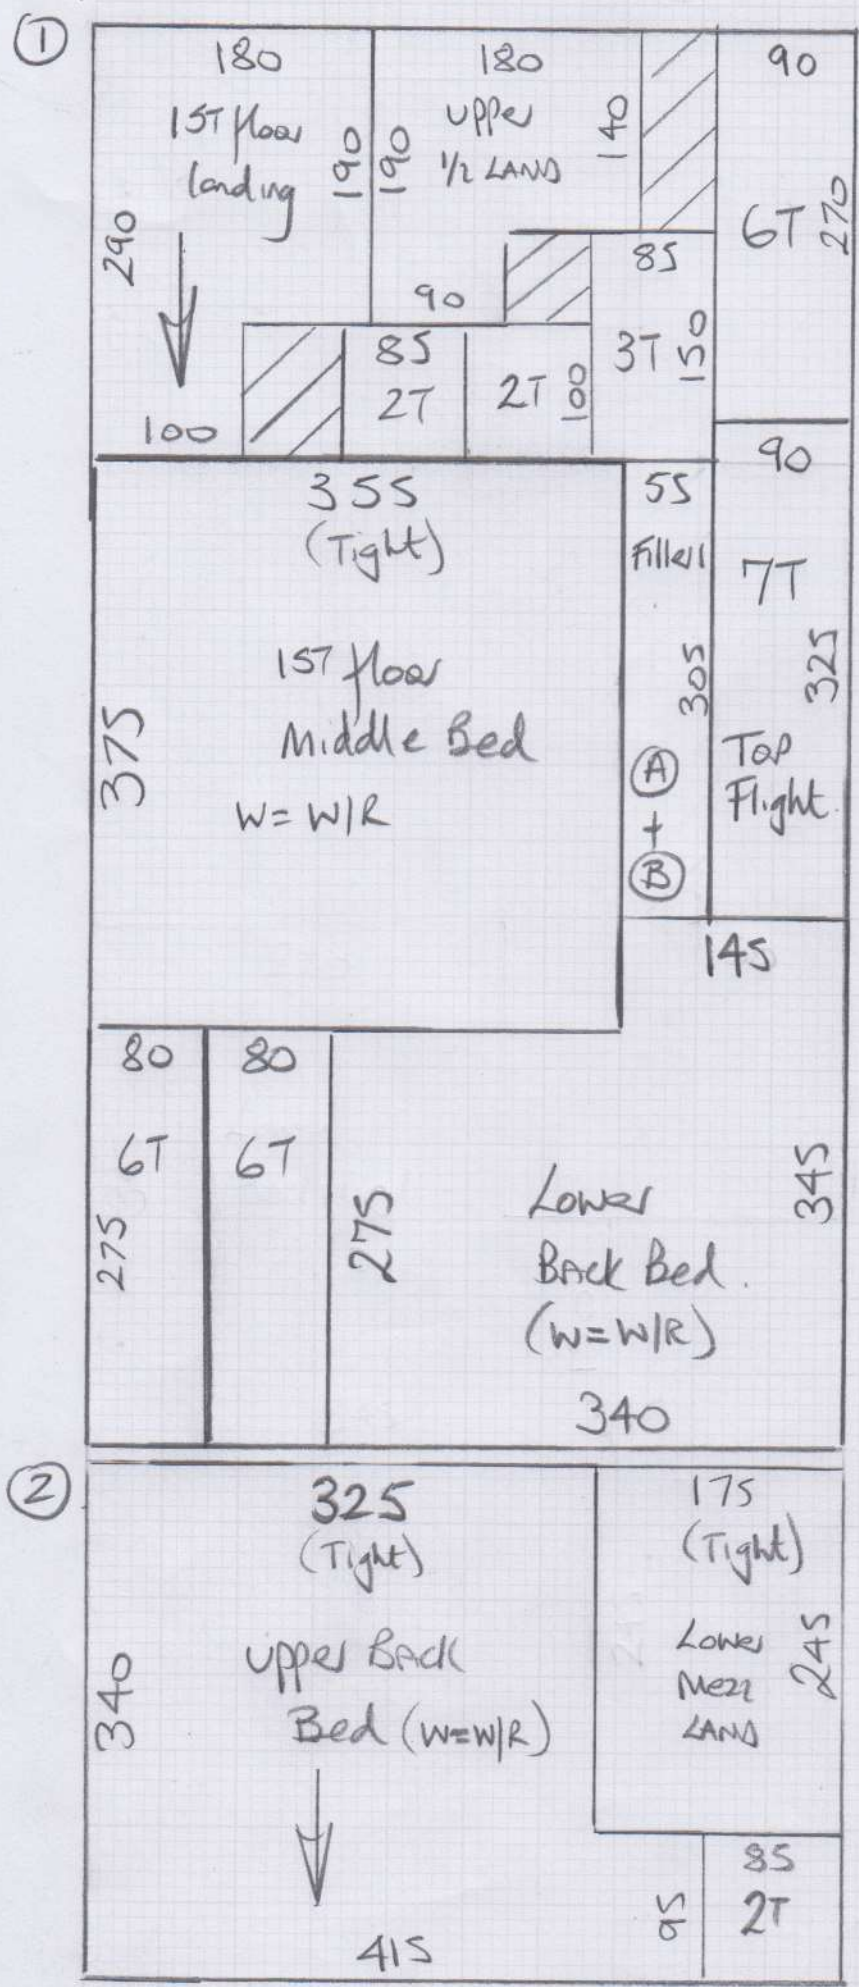 ①
180
1ST floor
landing
190
290
100
180
upper
1/2 LAND
190
140
90
85
2T
2T
100
85
3T
150
90
6T
270
355
(Tight)
1ST floor
Middle Bed
W= W/R
375
55
Filler
305
Ⓐ
+
Ⓑ
90
7T
325
Top
Flight.
145
80
6T
275
80
6T
275
345
Lower
BACK Bed.
(W=W/R)
340
②
325
(Tight)
340
upper BACK
Bed (W=W/R)
415
175
(Tight)
245
Lower
Mezz
LAND
95
85
2T